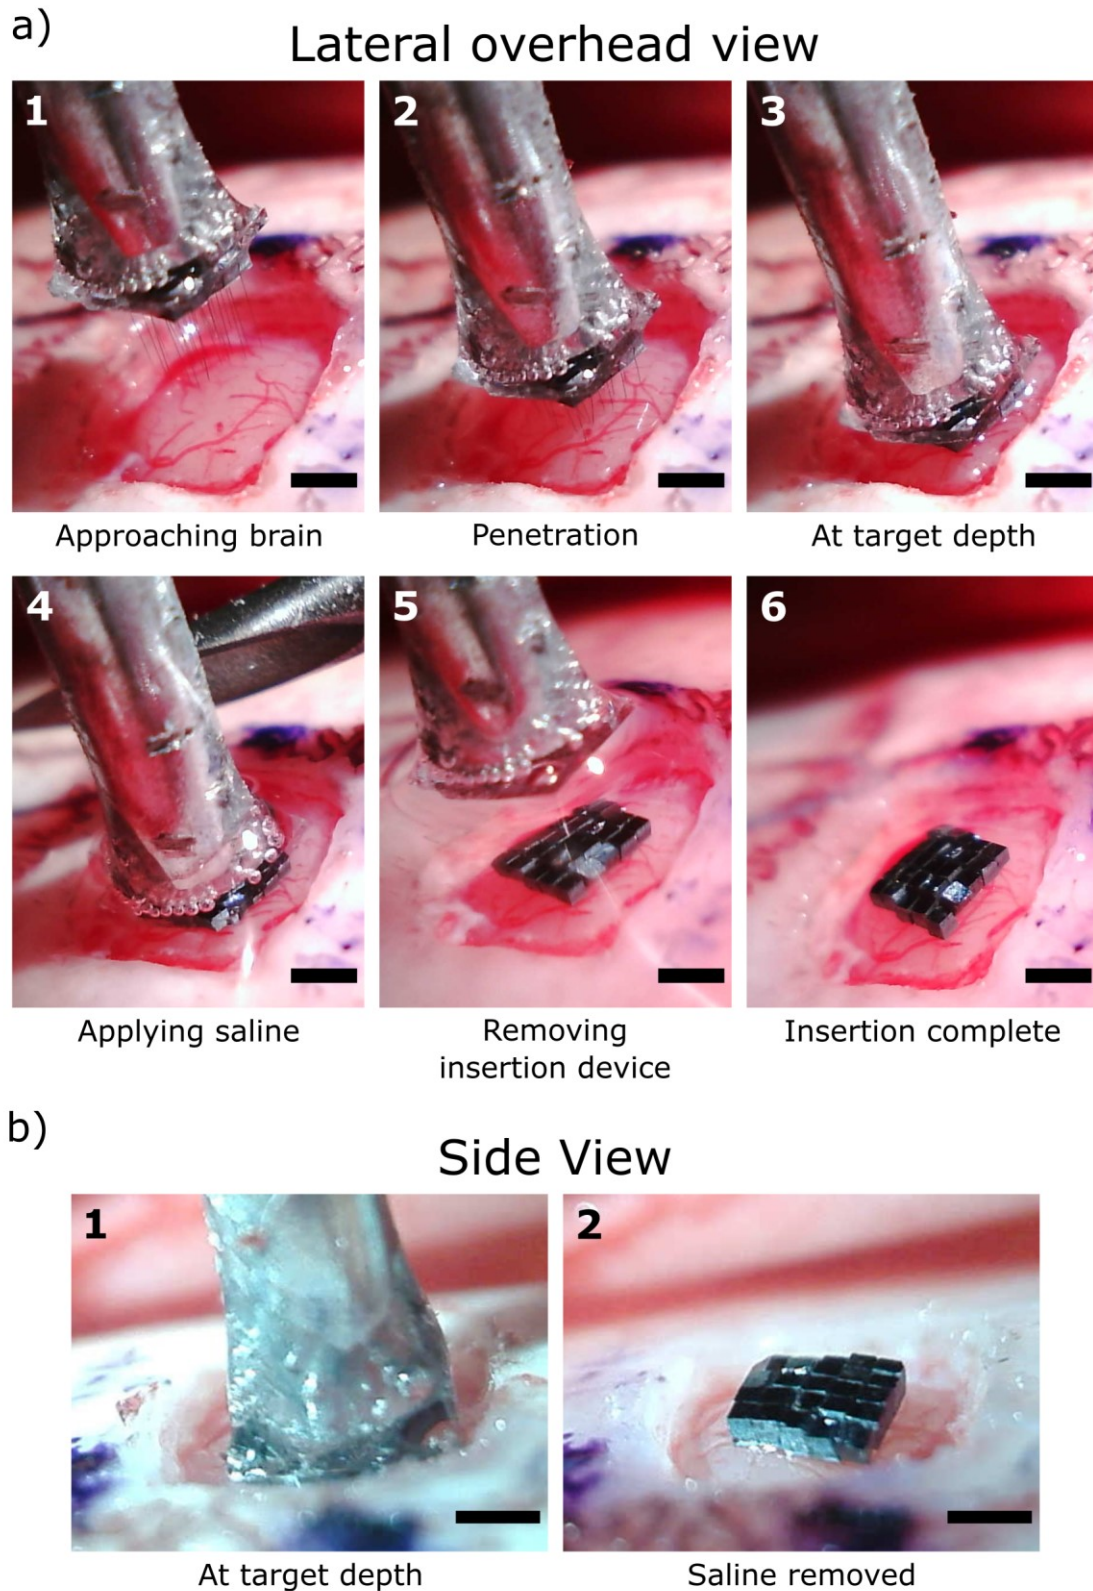 a)
Lateral overhead view
1
2
3
Approaching brain
Penetration
At target depth
4
5
6
Applying saline
Removing
insertion device
Insertion complete
b)
Side View
1
2
At target depth
Saline removed